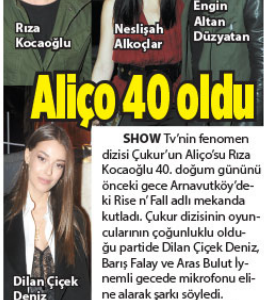 Rıza
Kocaoğlu
Neslişah
Alkoçlar
Engin
Altan
Düzyatan
Aliço 40 oldu
SHOW Tv'nin fenomen
dizisi Çukur'un Aliço'su Rıza
Kocaoğlu 40. doğum gününü
önceki gece Arnavutköy'de-
ki Rise n' Fall adlı mekanda
kutladı. Çukur dizisinin oyun-
cularının çoğunluklu oldu-
ğu partide Dilan Çiçek Deniz,
Barış Falay ve Aras Bulut İy-
nemli gecede mikrofonu eli-
ne alarak şarkı söyledi.
Dilan Çiçek
Deniz